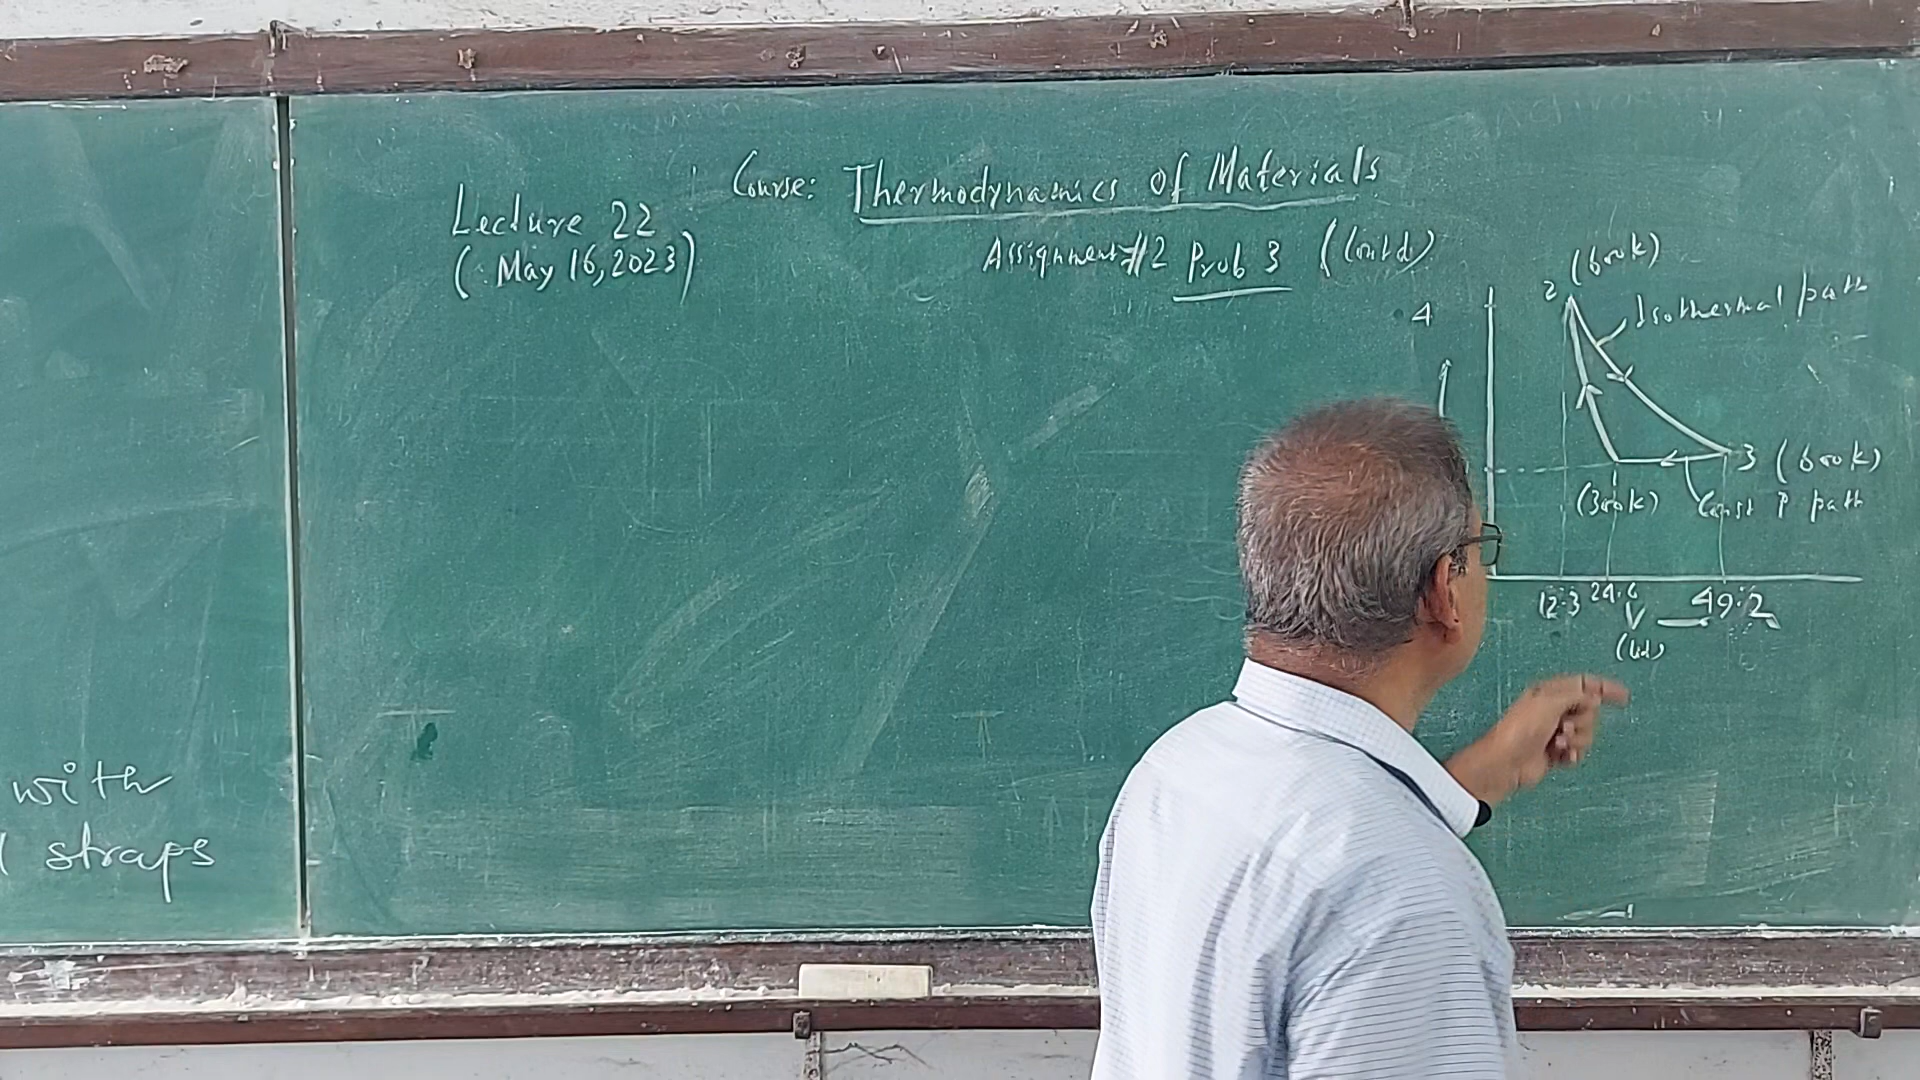 Course: Thermodynamics of Materials
Lecture 22
(May 16, 2023)
Assignment #2 Prob 3 (Contd)
2 (600K)
Isothermal path
4
3 (600K)
(300K) Const P path
12.3 24.6 49.2
V
(lit)
with
straps